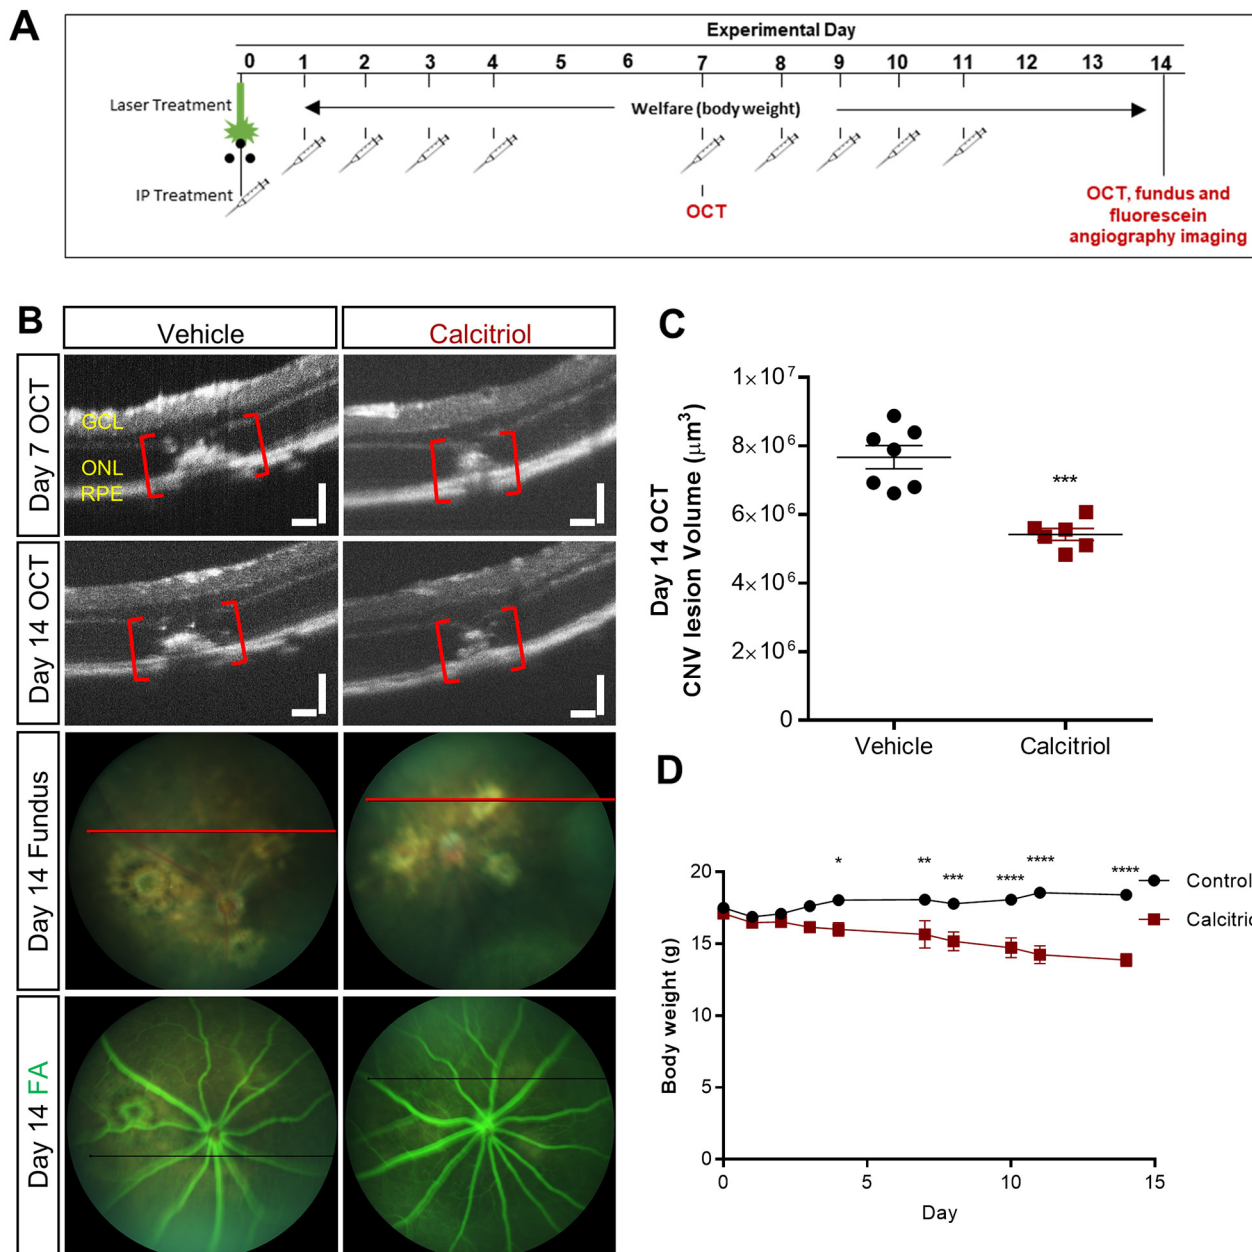 A
Experimental Day
0 1 2 3 4 5 6 7 8 9 10 11 12 13 14
Laser Treatment
Welfare (body weight)
IP Treatment
OCT
OCT, fundus and
fluorescein
angiography imaging
B
Vehicle
Calcitriol
Day 7 OCT
GCL
ONL
RPE
Day 14 OCT
Day 14 Fundus
Day 14 FA
C
Day 14 OCT
CNV lesion Volume (μm³)
1×10⁷
8×10⁶
6×10⁶
4×10⁶
2×10⁶
0
***
Vehicle
Calcitriol
D
Body weight (g)
20
15
10
5
0
* ** *** **** **** ****
Control
Calcitrio
0 5 10 15
Day